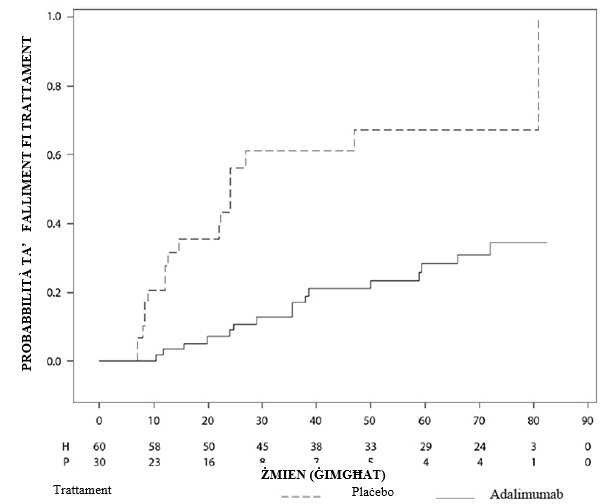 PROBABBILITÀ TA’ FALLIMENT FI TRATTAMENT
1.0
0.8
0.6
0.4
0.2
0.0
0 10 20 30 40 50 60 70 80 90
H 60 58 50 45 38 33 29 24 3 0
P 30 23 16 8 7 5 4 4 1 0
ŻMIEN (ĠIMGĦAT)
Trattament Plaċebo Adalimumab